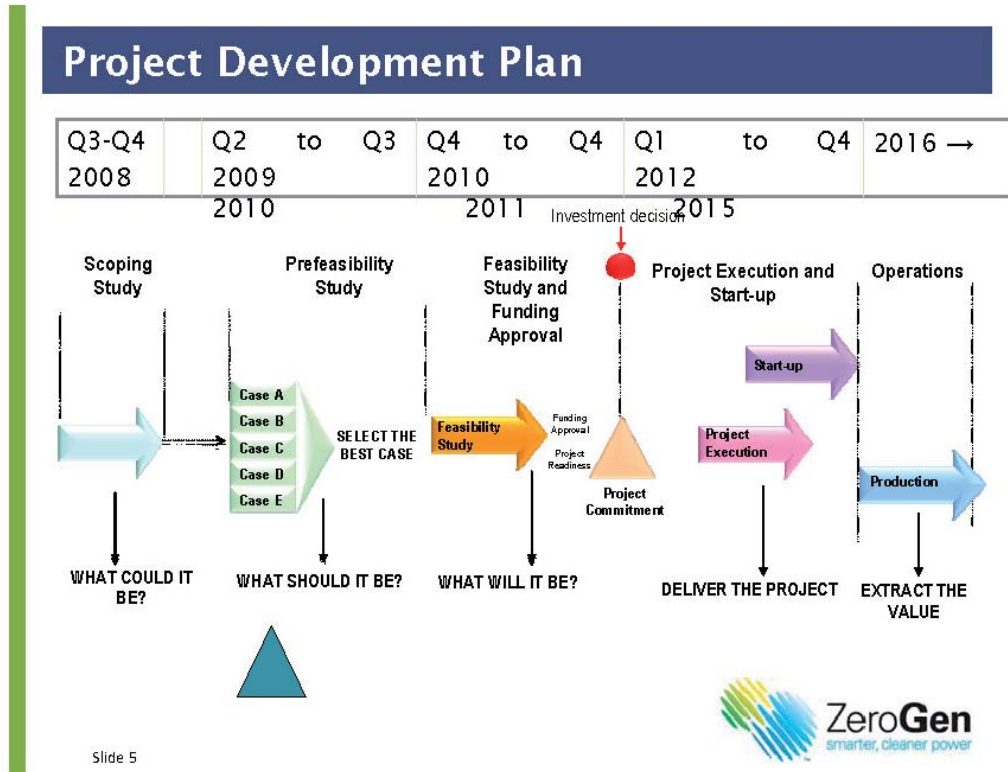 Project Development Plan
Q3-Q4
2008
Q2 to Q3
2009
2010
Q4 to Q4
2010
2011
Q1 to Q4
2012
2015
2016 →
Investment decision
Scoping
Study
Prefeasibility
Study
Feasibility
Study and
Funding
Approval
Project Execution and
Start-up
Operations
Start-up
Case A
Case B
Case C
Case D
Case E
SELECT THE
BEST CASE
Feasibility
Study
Funding
Approval
Project
Readiness
Project
Commitment
Project
Execution
Production
WHAT COULD IT
BE?
WHAT SHOULD IT BE?
WHAT WILL IT BE?
DELIVER THE PROJECT
EXTRACT THE
VALUE
ZeroGen
smarter, cleaner power
TM
Slide 5